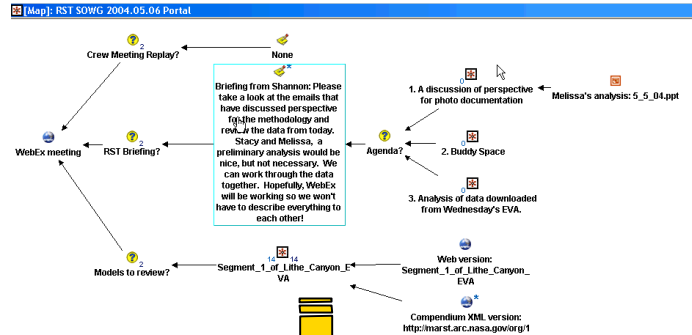 [Map]: RST SOWG 2004.05.06 Portal
2
Crew Meeting Replay?
None
*
Briefing from Shannon: Please
take a look at the emails that
have discussed perspective
for the methodology and
review the data from today.
Stacy and Melissa, a
preliminary analysis would be
nice, but not necessary. We
can work through the data
together. Hopefully, WebEx
will be working so we won't
have to describe everything to
each other!
WebEx meeting
2
RST Briefing?
Agenda?
0
1. A discussion of perspective
for photo documentation
Melissa's analysis: 5_5_04.ppt
0
2. Buddy Space
0
3. Analysis of data downloaded
from Wednesday's EVA.
2
Models to review?
14 14
Segment_1_of_Lithe_Canyon_E
VA
Web version:
Segment_1_of_Lithe_Canyon_
EVA
*
Compendium XML version:
http://marst.arc.nasa.gov/org/1